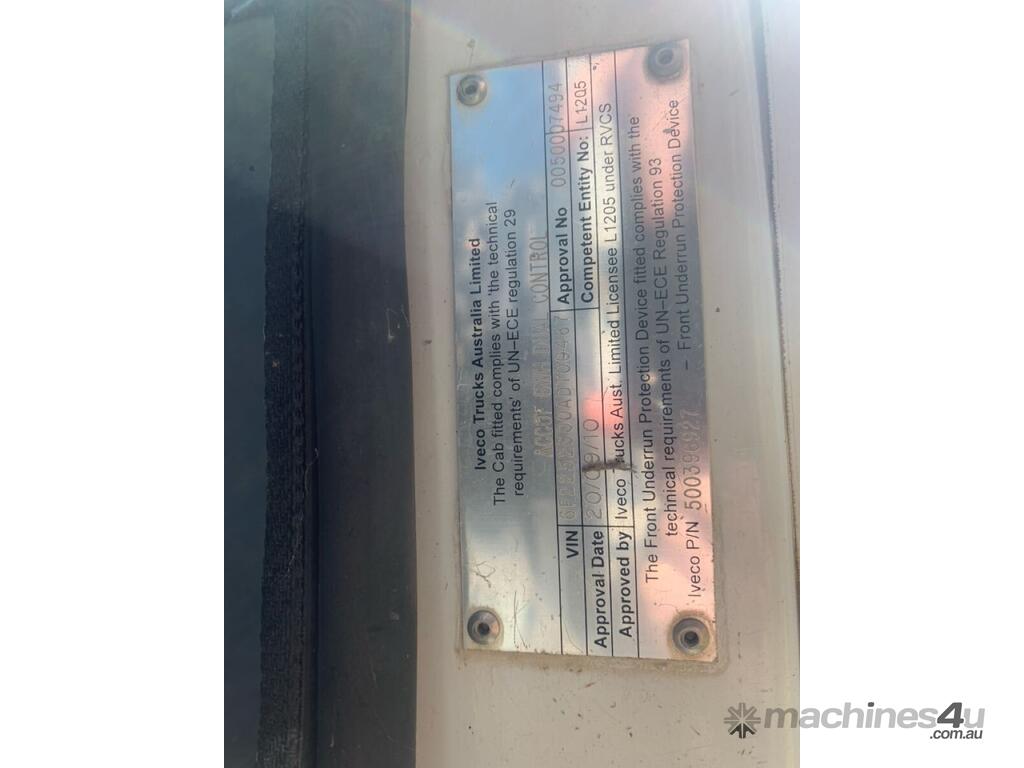 Iveco Trucks Australia Limited
The Cab fitted complies with 'the technical
requirements' of UN-ECE regulation 29
DUAL CONTROL
VIN
Approval No 0050007494
Approval Date 20/09/10 Competent Entity No: L1205
Approved by Iveco Trucks Aust. Limited Licensee L1205 under RVCS
The Front Underrun Protection Device fitted complies with the
technical requirements of UN-ECE Regulation 93
Iveco P/N 500396927 - Front Underrun Protection Device
machines4u
.com.au